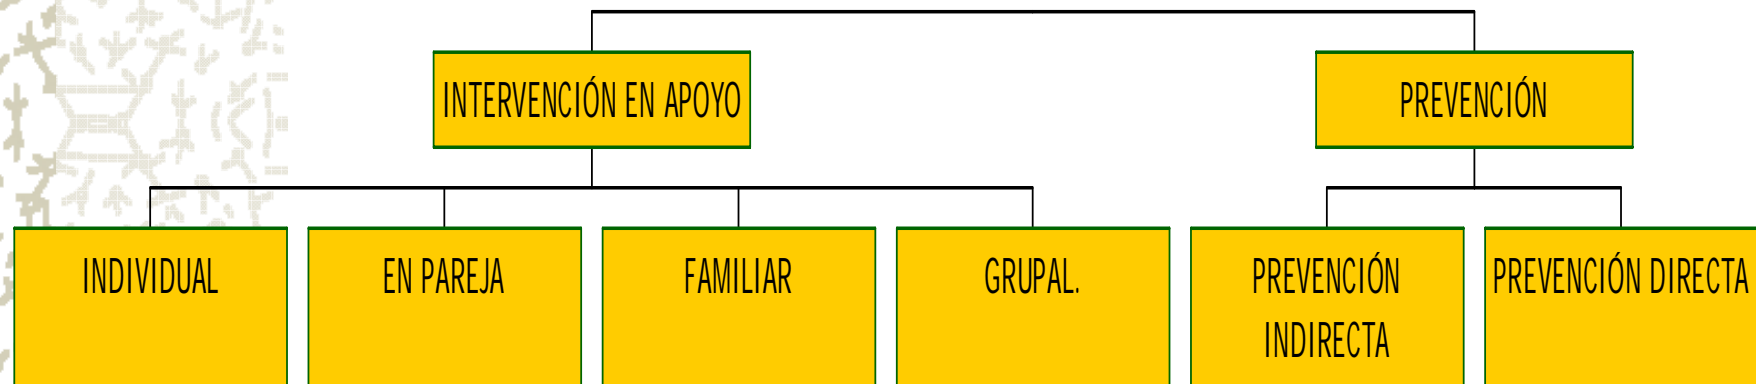 INTERVENCIÓN EN APOYO
PREVENCIÓN
INDIVIDUAL
EN PAREJA
FAMILIAR
GRUPAL.
PREVENCIÓN
INDIRECTA
PREVENCIÓN DIRECTA